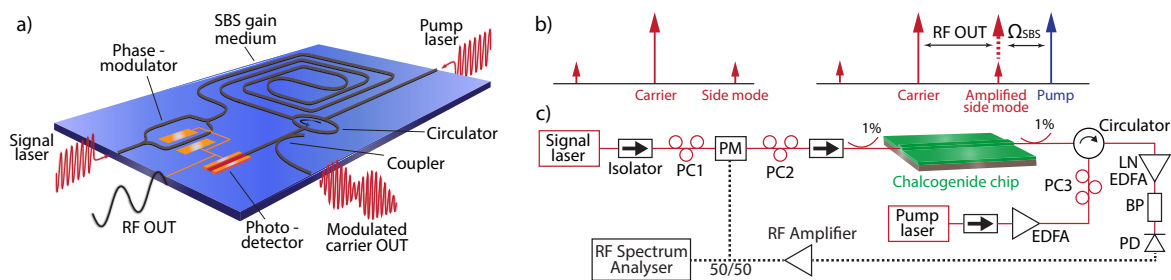 a)
SBS gain
medium
Phase -
modulator
Pump
laser
Signal
laser
Circulator
Coupler
RF OUT
Photo -
detector
Modulated
carrier OUT
b)
Carrier
Side mode
RF OUT
ΩSBS
Carrier
Amplified
side mode
Pump
c)
Signal
laser
Isolator
PC1
PM
PC2
1%
Chalcogenide chip
1%
Circulator
LN
EDFA
PC3
BP
Pump
laser
EDFA
PD
RF Amplifier
RF Spectrum
Analyser
50/50